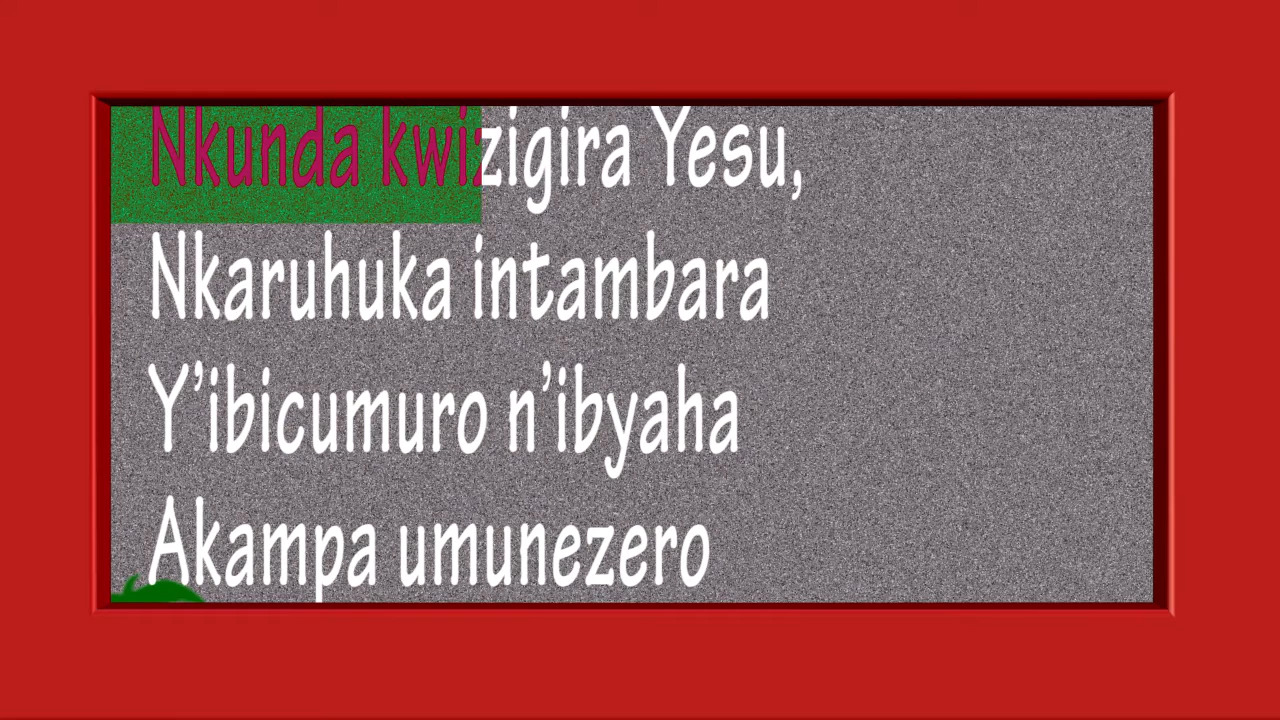 Nkunda kwizigira Yesu,
Nkaruhuka intambara
Y’ibicumuro n’ibyaha
Akampa umunezero